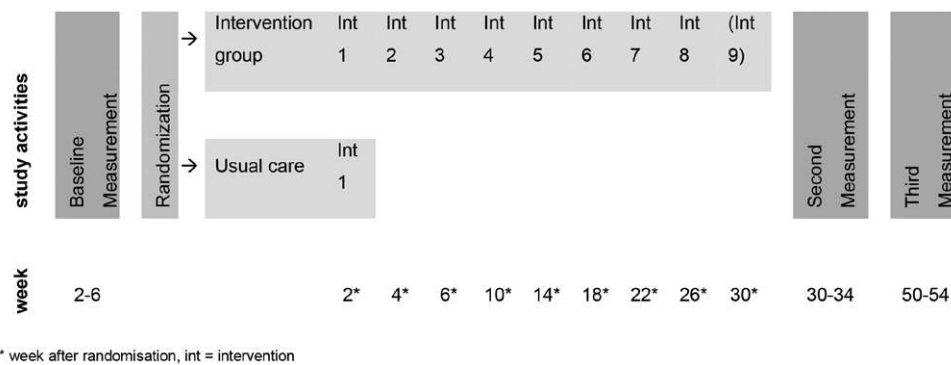 Intervention Int Int Int Int Int Int Int Int (Int
group 1 2 3 4 5 6 7 8 9)
study activities
Baseline
Measurement
Randomization
→
→
Usual care Int
1
Second
Measurement
Third
Measurement
week
2-6 2* 4* 6* 10* 14* 18* 22* 26* 30* 30-34 50-54
* week after randomisation, int = intervention